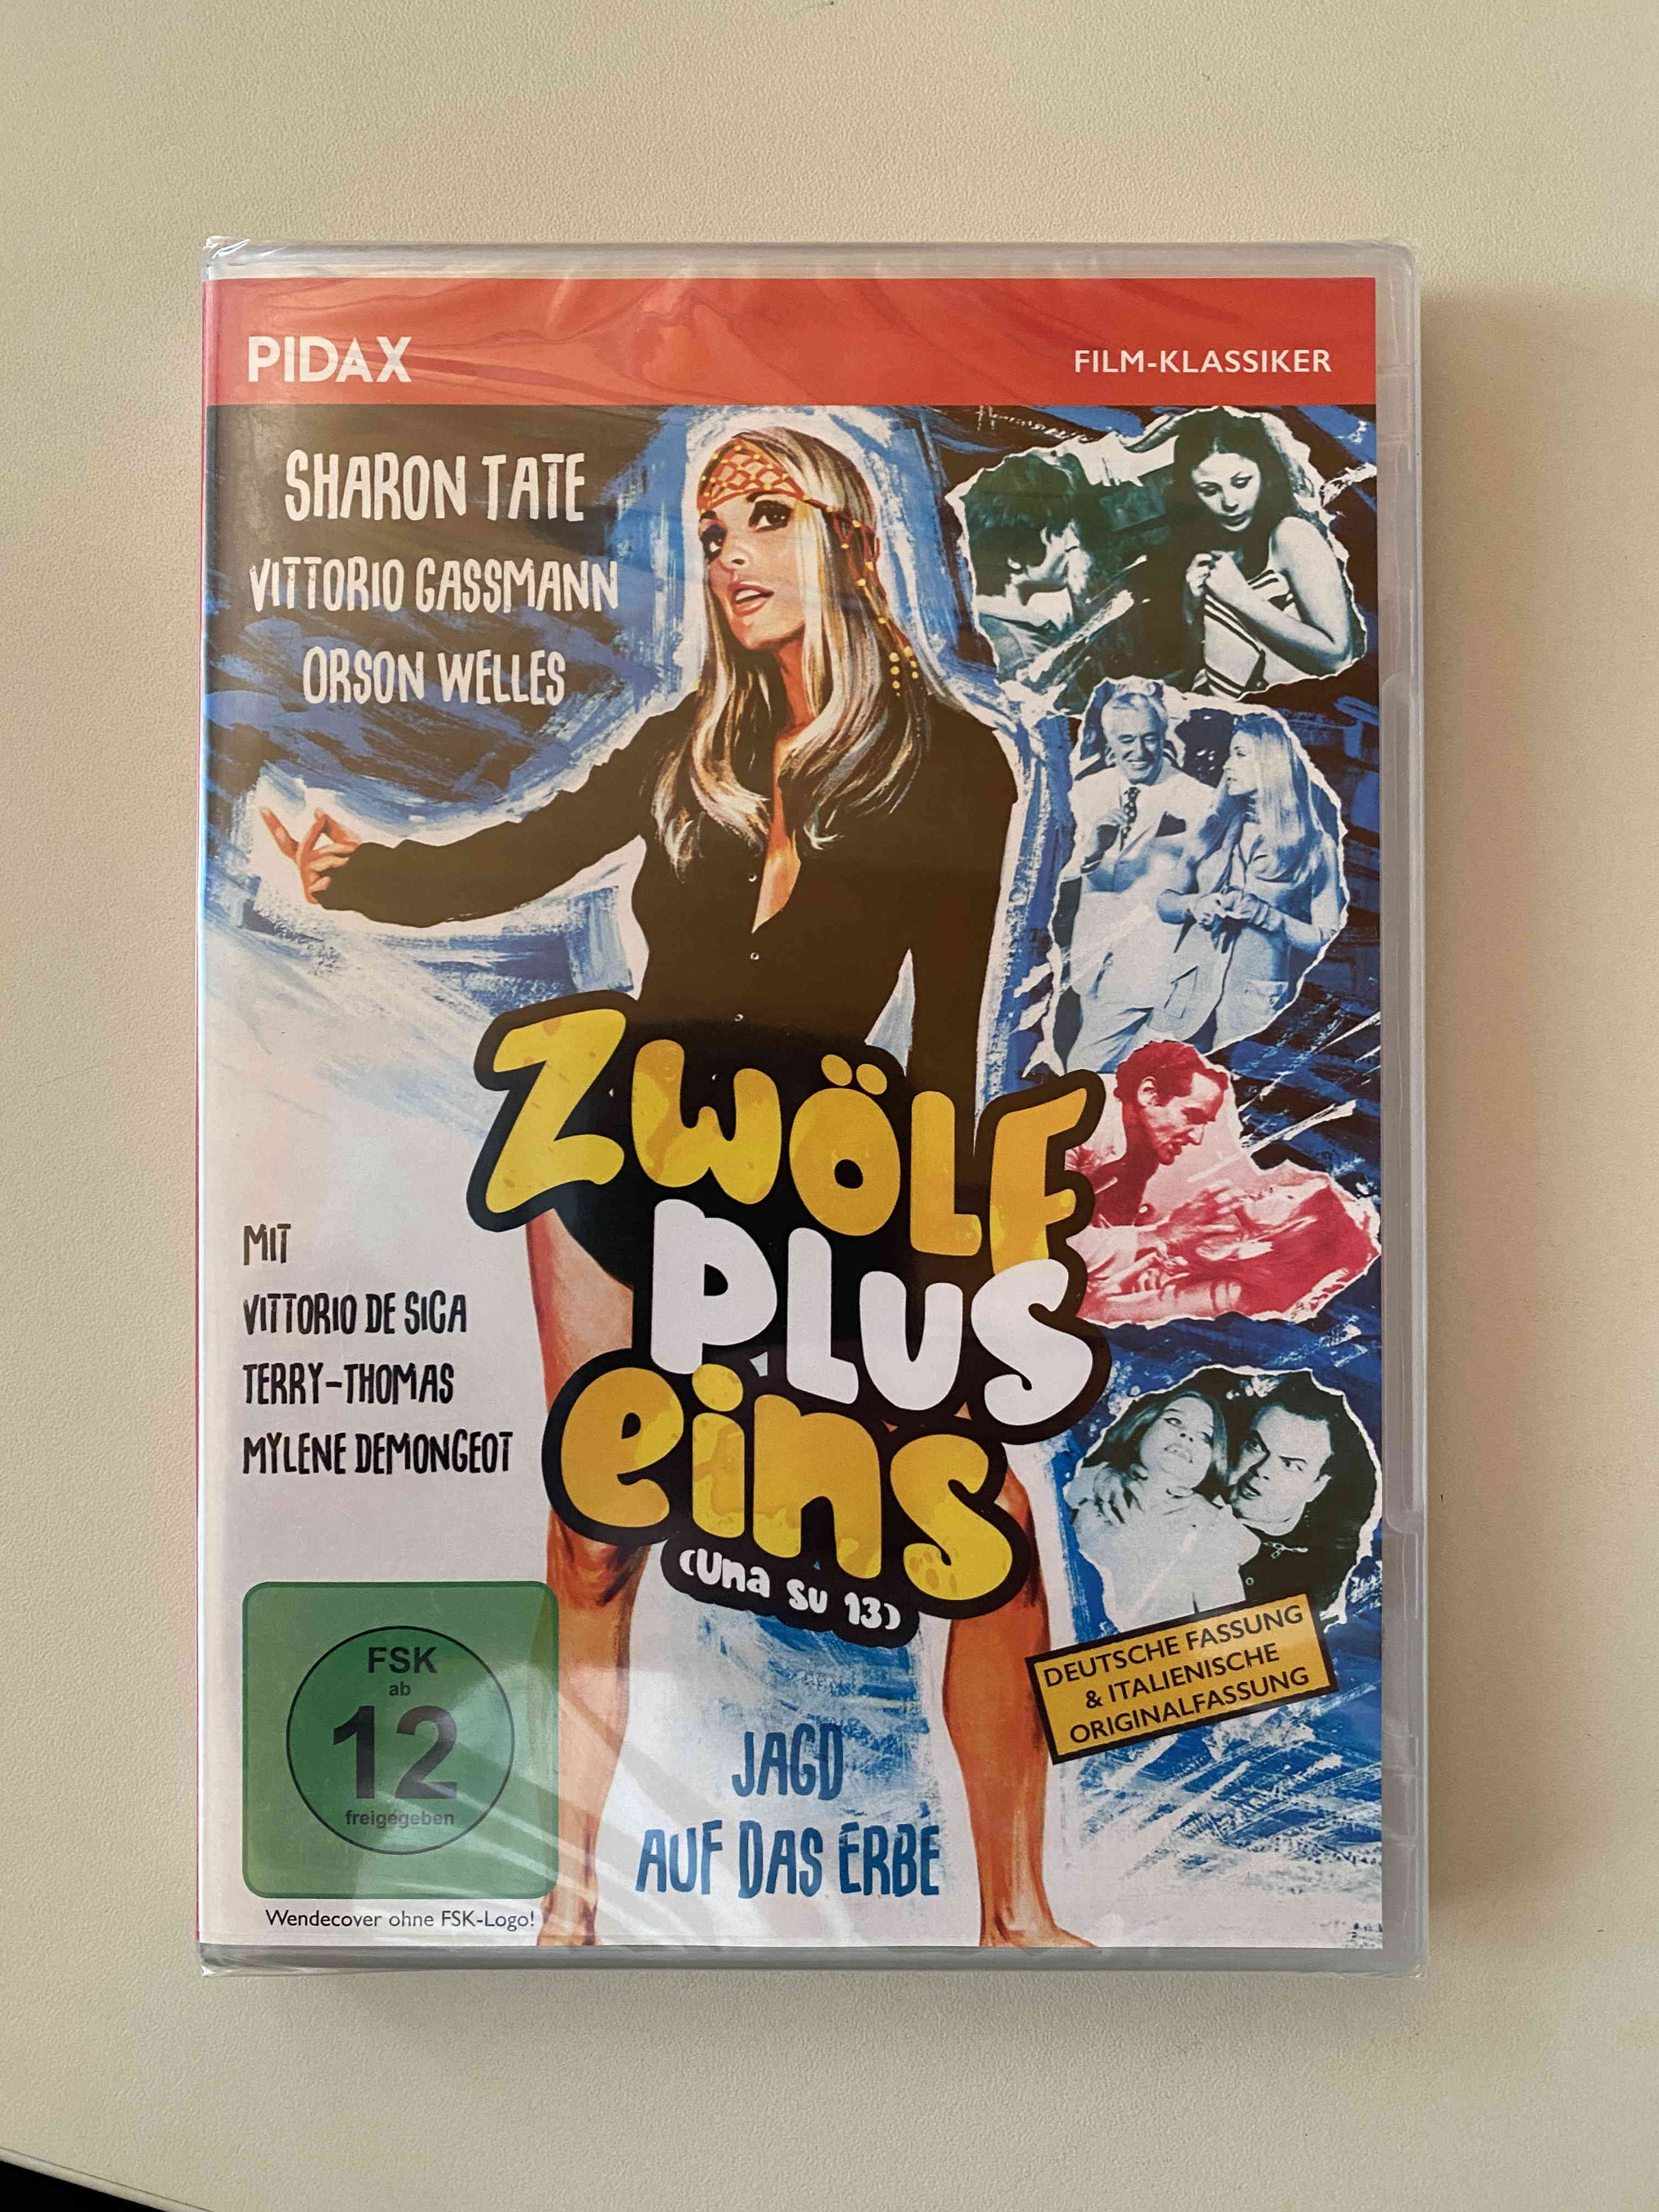 PIDAX
FILM-KLASSIKER
SHARON TATE
VITTORIO GASSMANN
ORSON WELLES
ZWÖLF
PLUS
eins
(Una su 13)
MIT
VITTORIO DE SICA
TERRY-THOMAS
MYLENE DEMONGEOT
DEUTSCHE FASSUNG
& ITALIENISCHE
ORIGINALFASSUNG
FSK
ab
12
freigegeben
JAGD
AUF DAS ERBE
Wendecover ohne FSK-Logo!